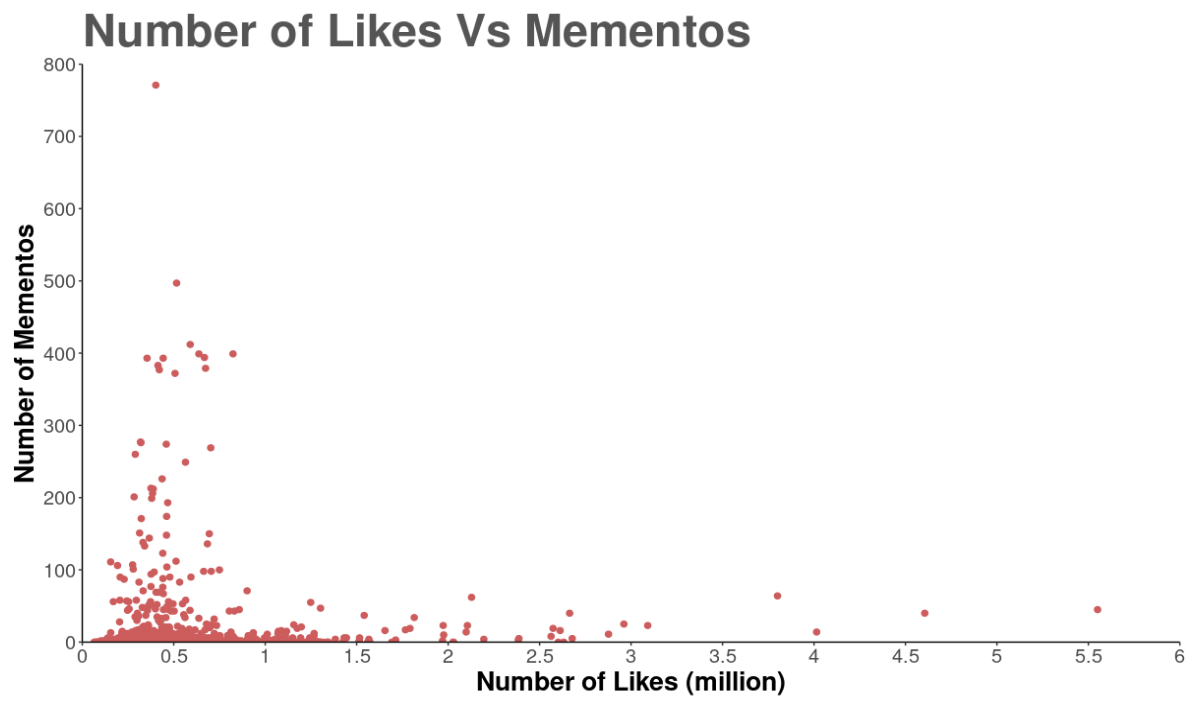 Number of Likes Vs Mementos
800
700
600
500
400
300
200
100
0
Number of Mementos
0 0.5 1 1.5 2 2.5 3 3.5 4 4.5 5 5.5 6
Number of Likes (million)